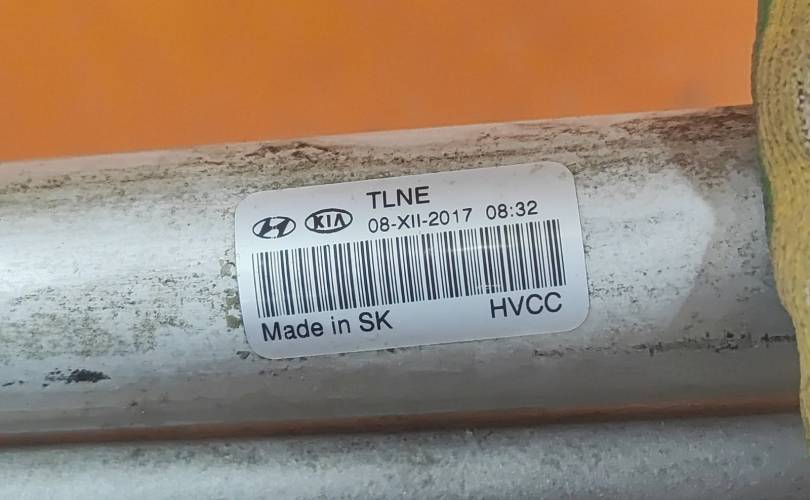 TLNE
KIA 08-XII-2017 08:32
Made in SK HVCC